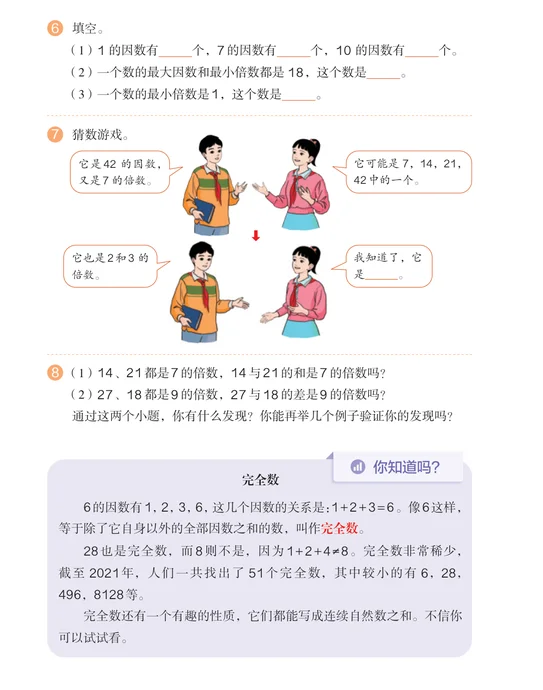 6 填空。
（1）1 的因数有_____个，7 的因数有_____个，10 的因数有_____个。
（2）一个数的最大因数和最小倍数都是 18，这个数是_____。
（3）一个数的最小倍数是 1，这个数是_____。
7 猜数游戏。
它是 42 的因数，
又是 7 的倍数。
它可能是 7，14，21，
42 中的一个。
它也是 2 和 3 的
倍数。
我知道了，它
是_____。
8 （1）14、21 都是 7 的倍数，14 与 21 的和是 7 的倍数吗？
（2）27、18 都是 9 的倍数，27 与 18 的差是 9 的倍数吗？
通过这两个小题，你有什么发现？你能再举几个例子验证你的发现吗？
你知道吗？
完全数
6 的因数有 1，2，3，6，这几个因数的关系是：1+2+3=6。像 6 这样，
等于除了它自身以外的全部因数之和的数，叫作完全数。
28 也是完全数，而 8 则不是，因为 1+2+4≠8。完全数非常稀少，
截至 2021 年，人们一共找出了 51 个完全数，其中较小的有 6，28，
496，8128 等。
完全数还有一个有趣的性质，它们都能写成连续自然数之和。不信你
可以试试看。